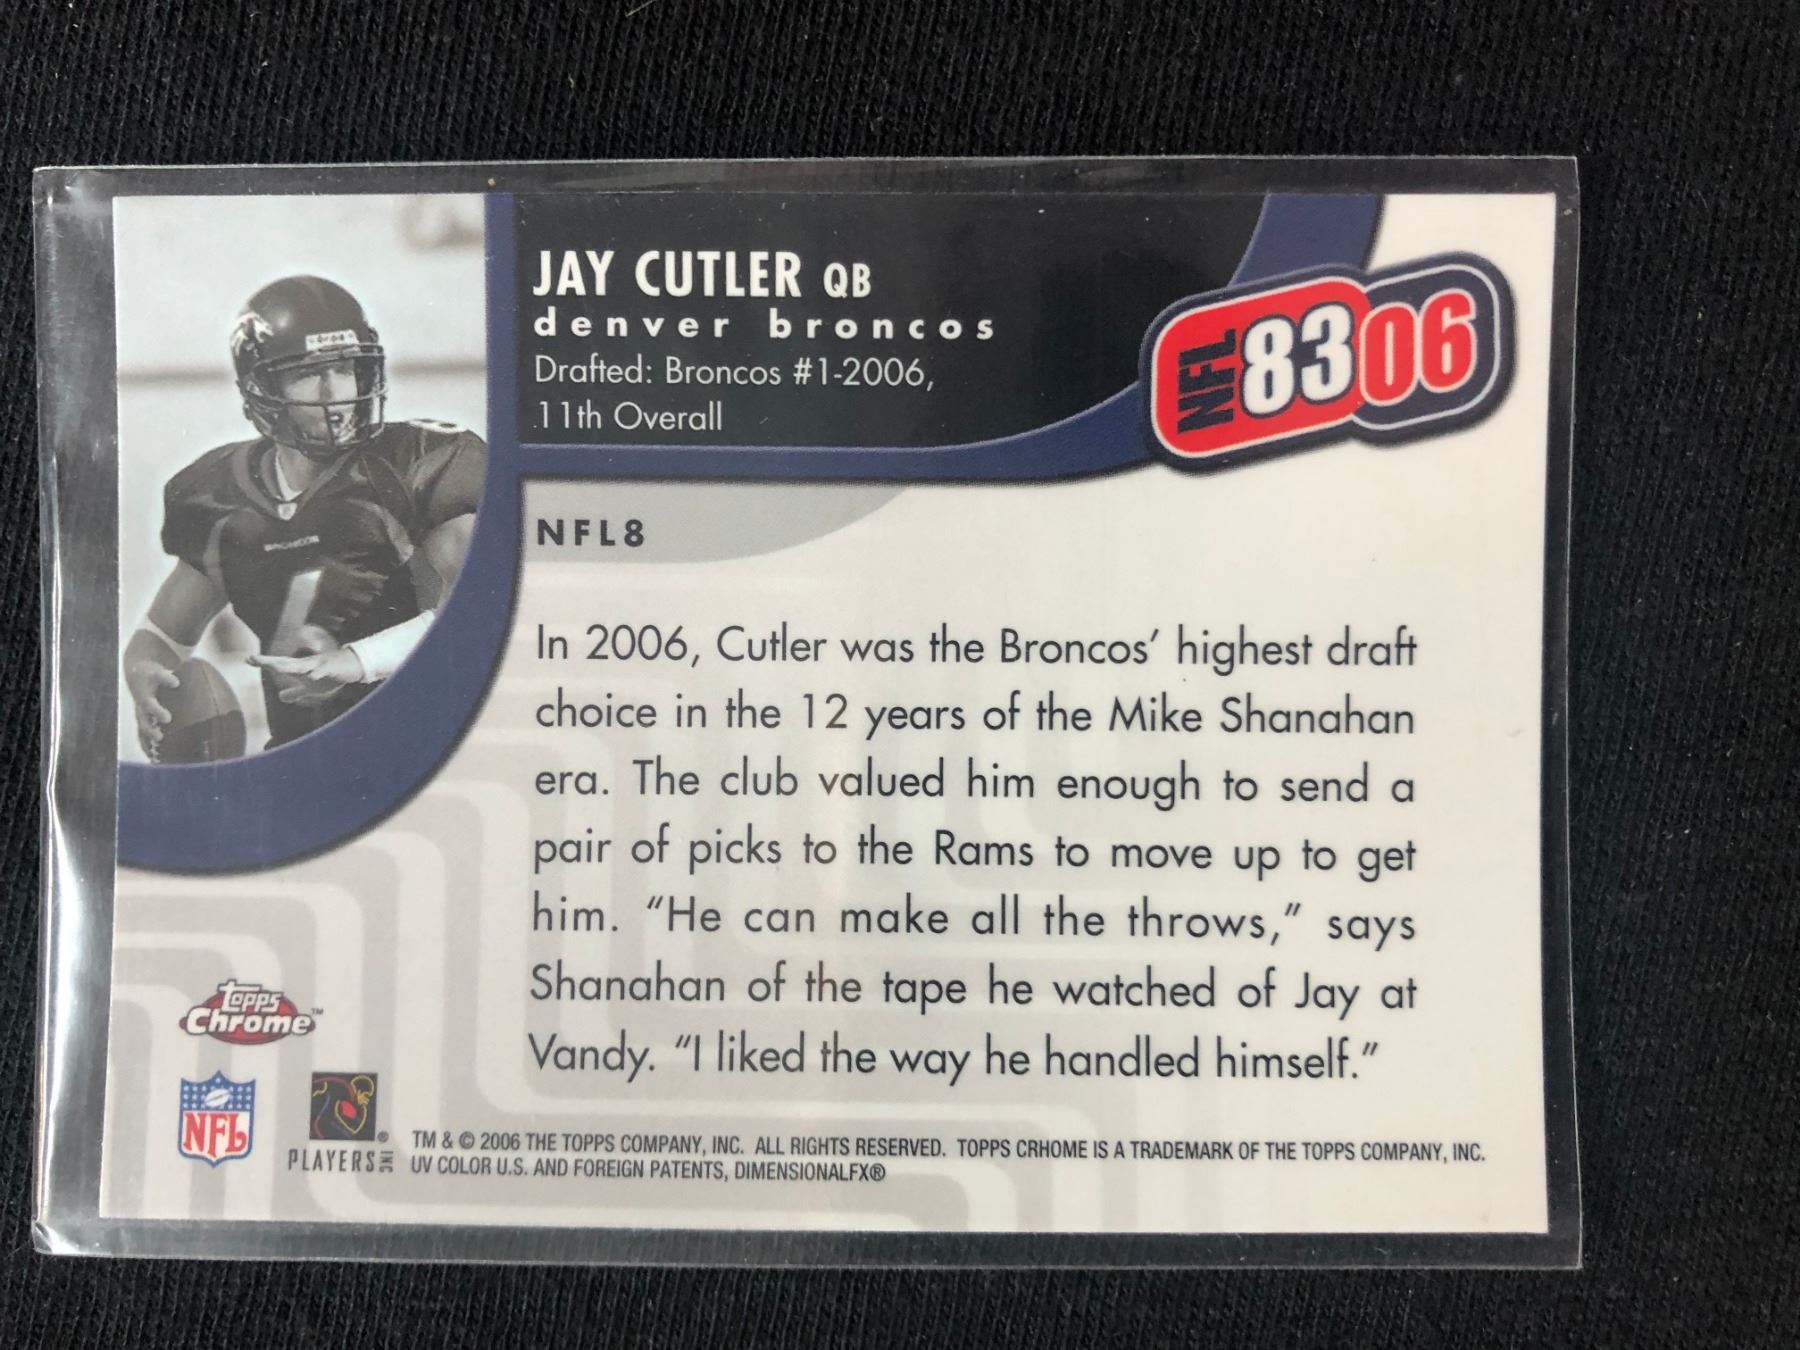 JAY CUTLER QB
denver broncos
Drafted: Broncos #1-2006,
11th Overall
NFL 8306
NFL8
In 2006, Cutler was the Broncos' highest draft
choice in the 12 years of the Mike Shanahan
era. The club valued him enough to send a
pair of picks to the Rams to move up to get
him. "He can make all the throws," says
Shanahan of the tape he watched of Jay at
Vandy. "I liked the way he handled himself."
Topps
Chrome™
NFL
PLAYERS INC ®
TM & © 2006 THE TOPPS COMPANY, INC. ALL RIGHTS RESERVED. TOPPS CRHOME IS A TRADEMARK OF THE TOPPS COMPANY, INC.
UV COLOR U.S. AND FOREIGN PATENTS, DIMENSIONALFX®